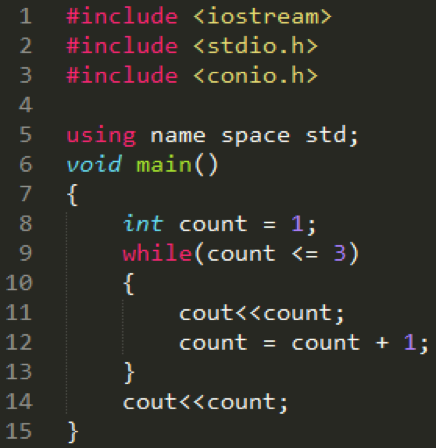 1 #include <iostream>
2 #include <stdio.h>
3 #include <conio.h>
4
5 using name space std;
6 void main()
7 {
8 int count = 1;
9 while(count <= 3)
10 {
11 cout<<count;
12 count = count + 1;
13 }
14 cout<<count;
15 }